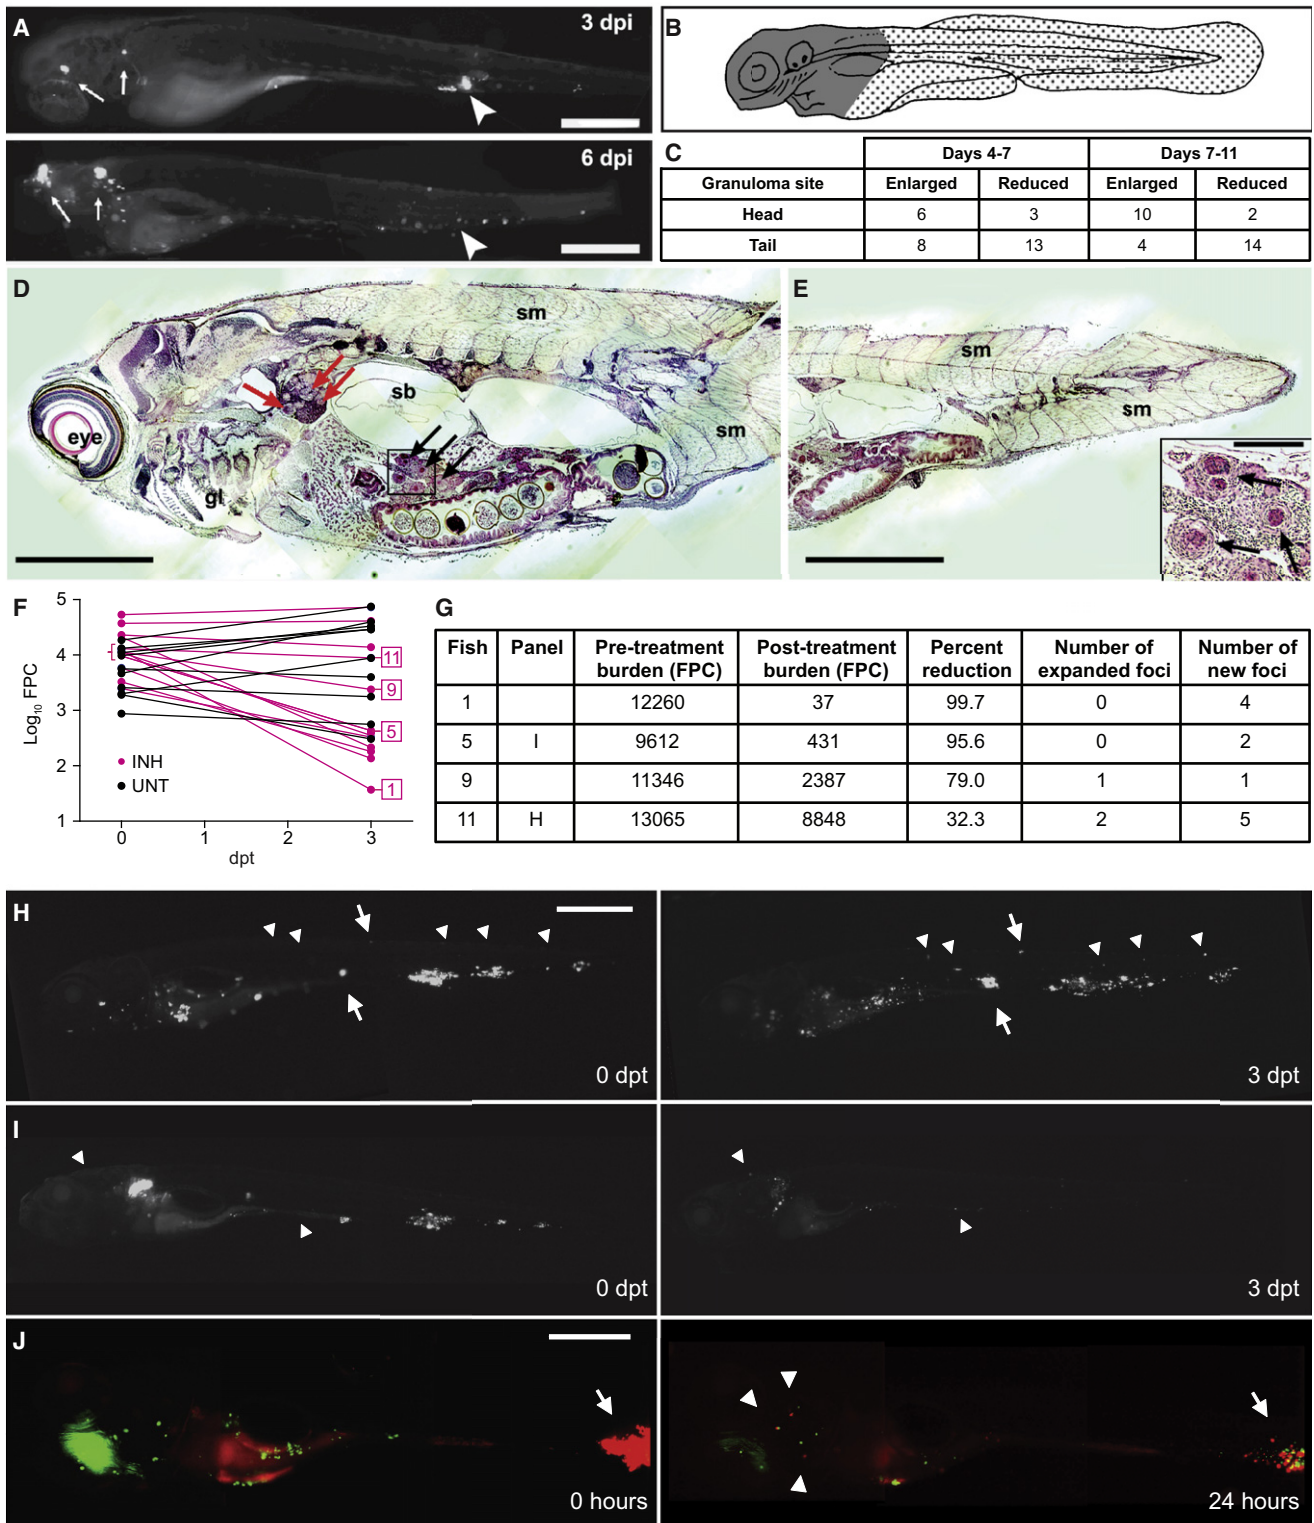 A
3 dpi
6 dpi
B
C
Days 4-7 Days 7-11
Granuloma site Enlarged Reduced Enlarged Reduced
Head 6 3 10 2
Tail 8 13 4 14
D
sm
sb
eye
gl
sm
E
sm
sm
F
5
4
3
2
1
Log10 FPC
11
9
5
1
INH
UNT
0 1 2 3
dpt
G
Fish Panel Pre-treatment burden (FPC) Post-treatment burden (FPC) Percent reduction Number of expanded foci Number of new foci
1 12260 37 99.7 0 4
5 I 9612 431 95.6 0 2
9 11346 2387 79.0 1 1
11 H 13065 8848 32.3 2 5
H
0 dpt
3 dpt
I
0 dpt
3 dpt
J
0 hours
24 hours